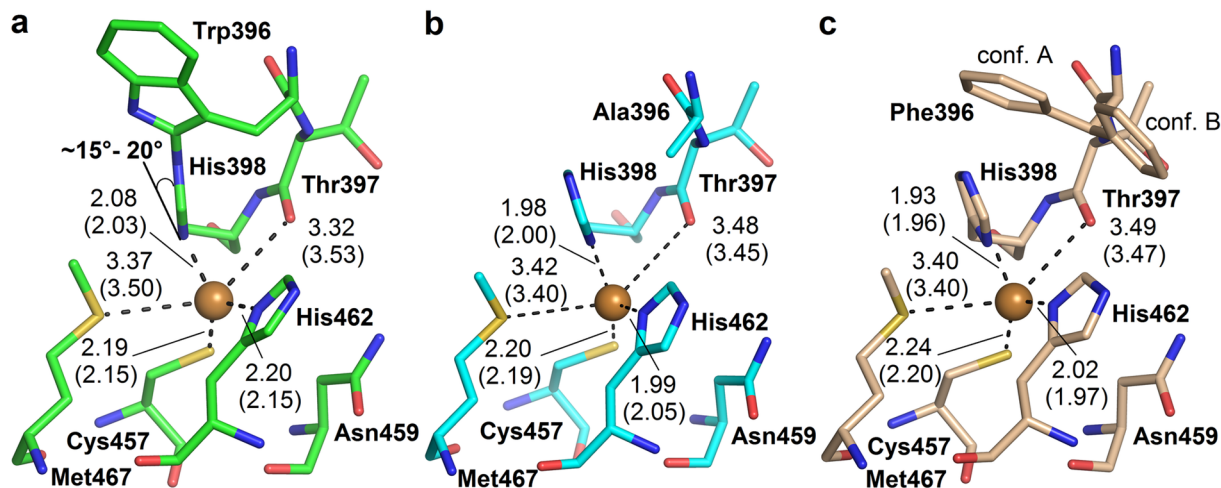 a
Trp396
~15°- 20°
His398
Thr397
2.08
(2.03)
3.32
(3.53)
3.37
(3.50)
His462
2.19
(2.15)
2.20
(2.15)
Cys457
Asn459
Met467
b
Ala396
His398
Thr397
1.98
(2.00)
3.48
(3.45)
3.42
(3.40)
His462
2.20
(2.19)
1.99
(2.05)
Cys457
Asn459
Met467
c
conf. A
Phe396
conf. B
His398
Thr397
1.93
(1.96)
3.49
(3.47)
3.40
(3.40)
His462
2.24
(2.20)
2.02
(1.97)
Cys457
Asn459
Met467